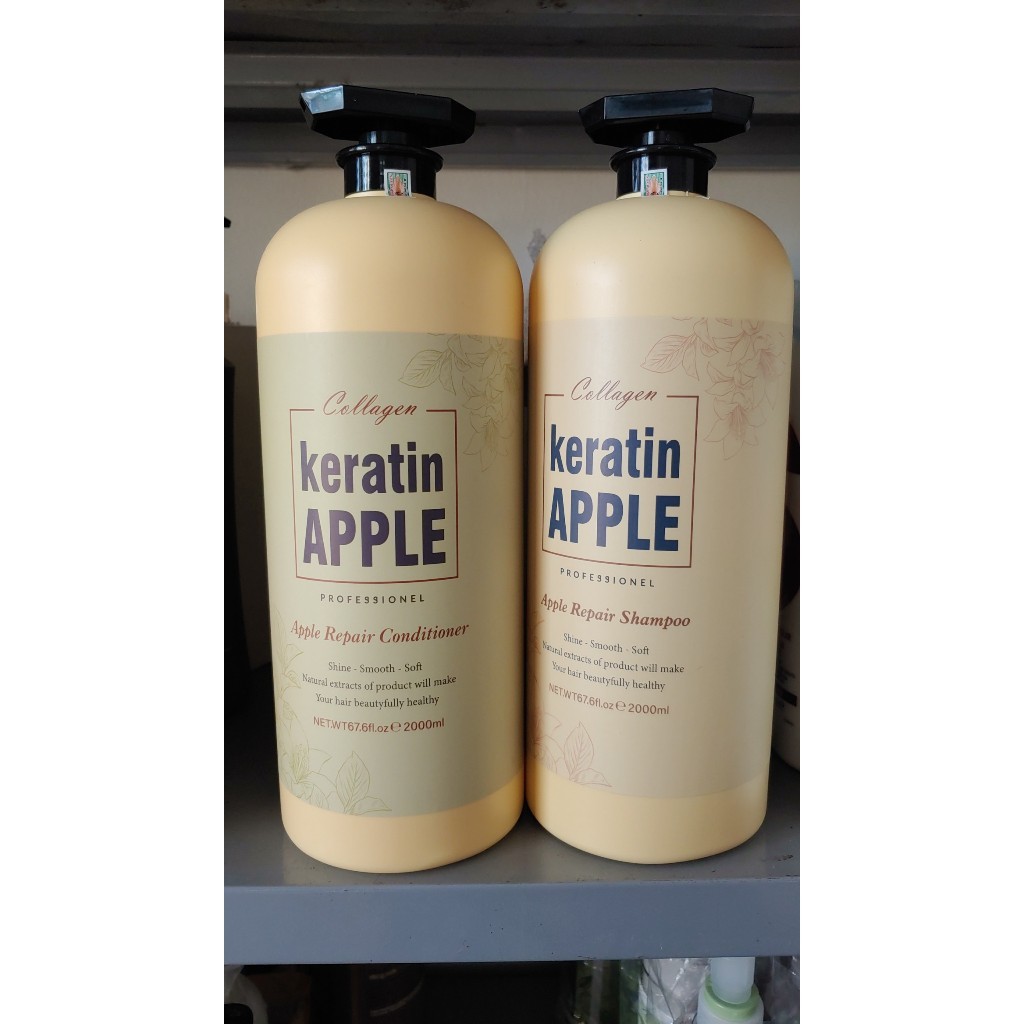 Collagen
keratin
APPLE
PROFESSIONEL
Apple Repair Conditioner
Shine - Smooth - Soft
Natural extracts of product will make
Your hair beautyfully healthy
NET.WT67.6fl.oz ℮ 2000ml
Collagen
keratin
APPLE
PROFESSIONEL
Apple Repair Shampoo
Shine - Smooth - Soft
Natural extracts of product will make
Your hair beautyfully healthy
NET.WT67.6fl.oz ℮ 2000ml